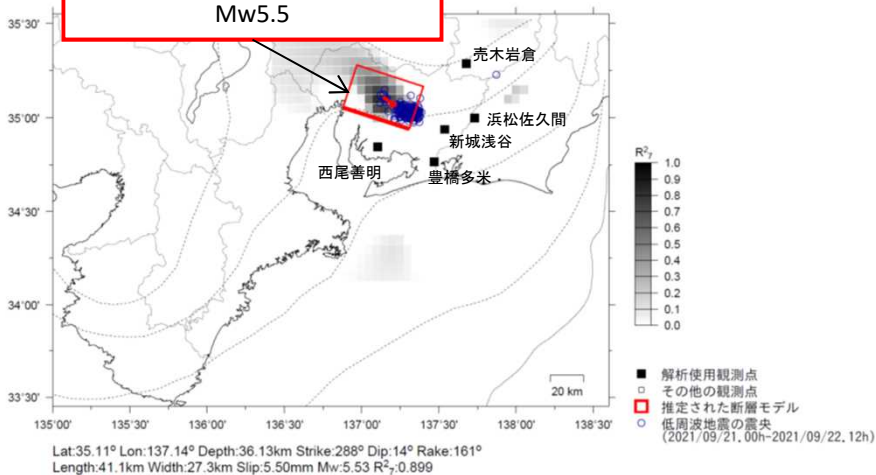 Mw5.5
35°30'
35°00'
34°30'
34°00'
33°30'
135°00'
135°30'
136°00'
136°30'
137°00'
137°30'
138°00'
138°30'
売木岩倉
浜松佐久間
新城浅谷
西尾善明
豊橋多米
20 km
R²₇
1.0
0.9
0.8
0.7
0.6
0.5
0.4
0.3
0.2
0.1
0.0
解析使用観測点
その他の観測点
推定された断層モデル
低周波地震の震央
(2021/09/21.00h-2021/09/22.12h)
Lat:35.11° Lon:137.14° Depth:36.13km Strike:288° Dip:14° Rake:161°
Length:41.1km Width:27.3km Slip:5.50mm Mw:5.53 R²₇:0.899